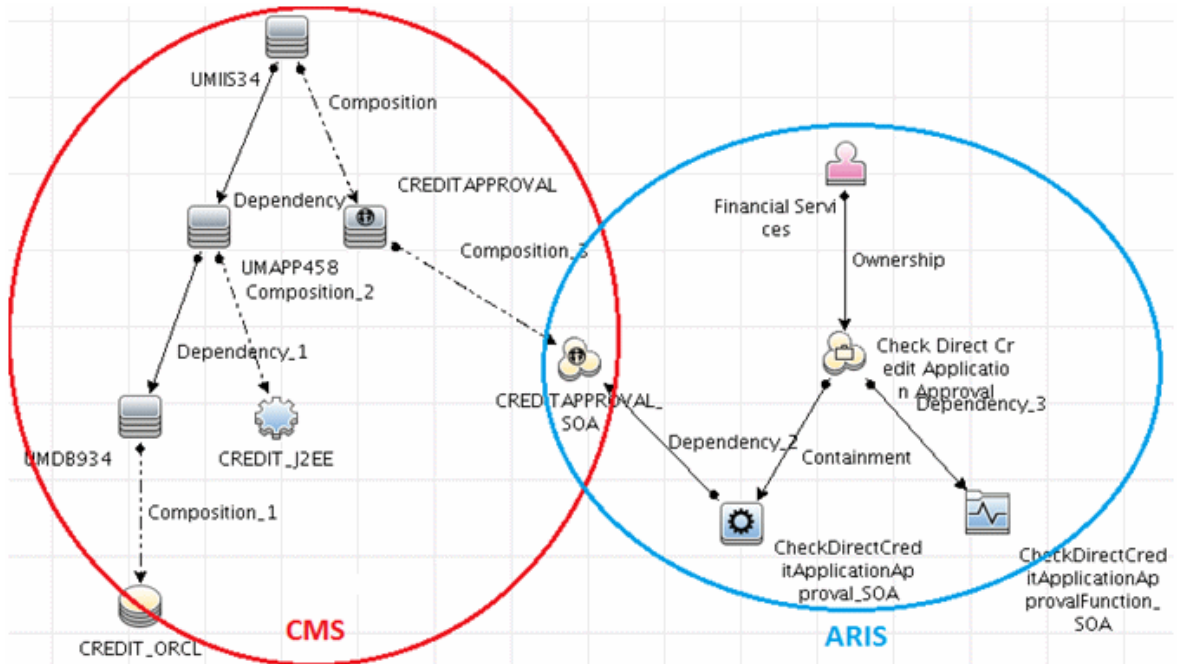 UMIIS34
Composition
CREDITAPPROVAL
Dependency
Financial Servi
ces
Composition_3
Ownership
UMAPP458
Composition_2
Dependency_1
Check Direct Cr
edit Applicatio
n Approval
CREDITAPPROVAL_
SOA
Dependency_3
UMDB934
CREDIT_J2EE
Dependency_2
Containment
Composition_1
CheckDirectCred
itApplicationAp
proval_SOA
CheckDirectCred
itApplicationAp
provalFunction_
SOA
CMS
ARIS
CREDIT_ORCL